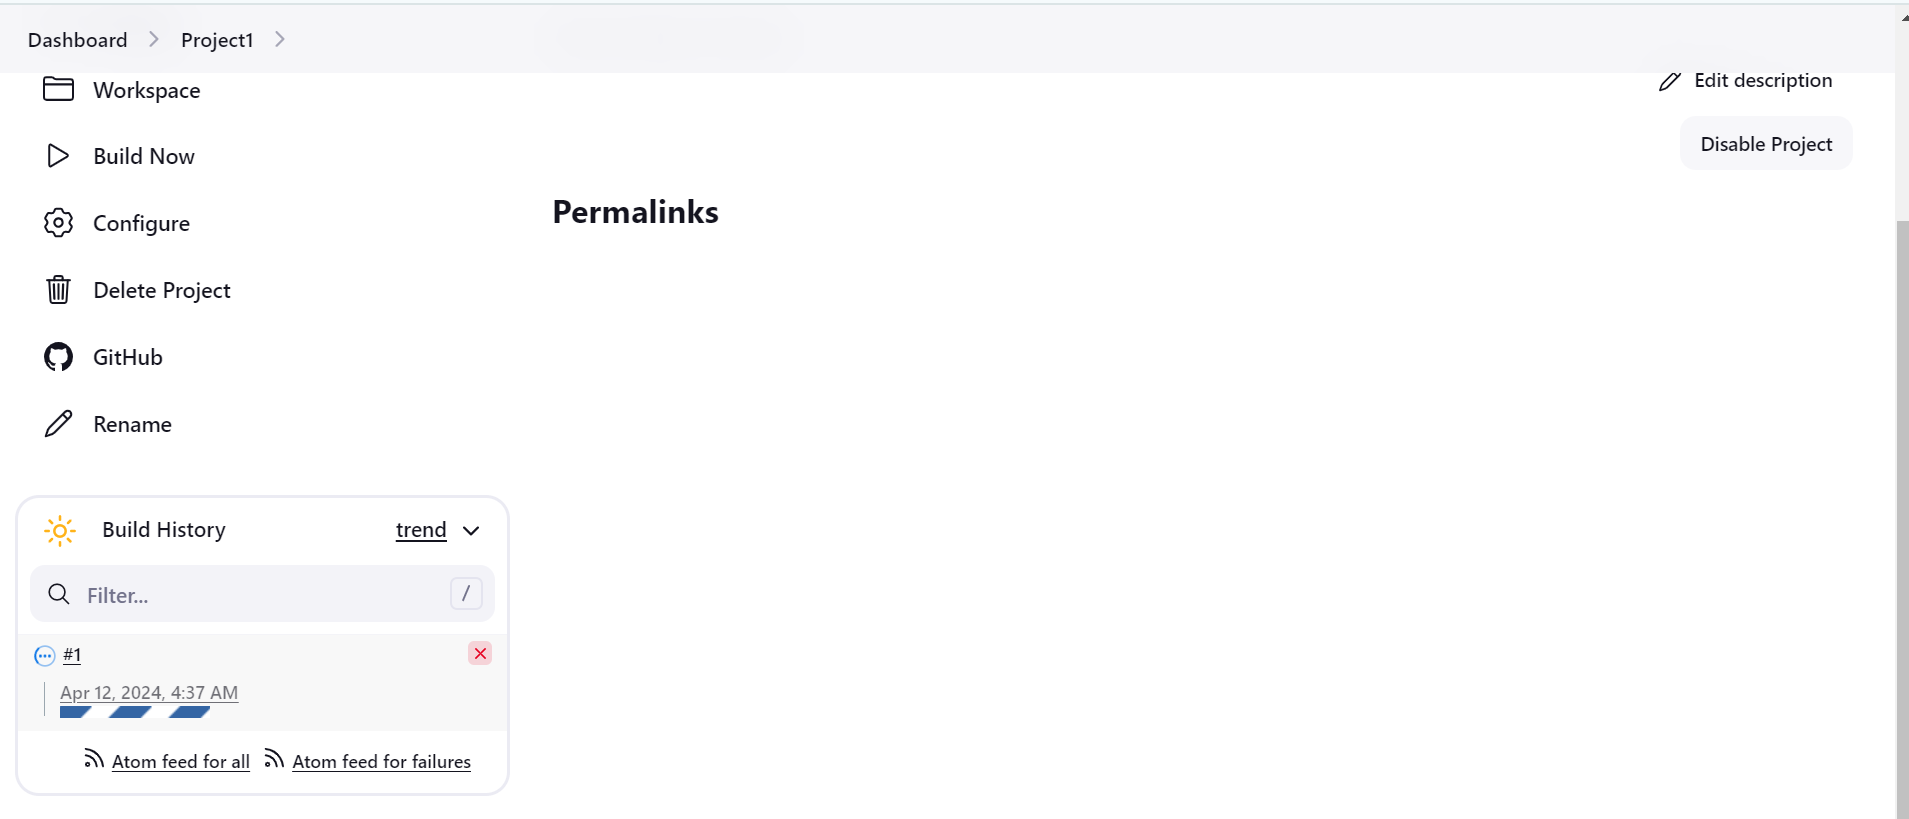 Dashboard Project1
Workspace
Edit description
Build Now
Disable Project
Configure
Permalinks
Delete Project
GitHub
Rename
Build History trend
Filter... /
#1
Apr 12, 2024, 4:37 AM
Atom feed for all Atom feed for failures